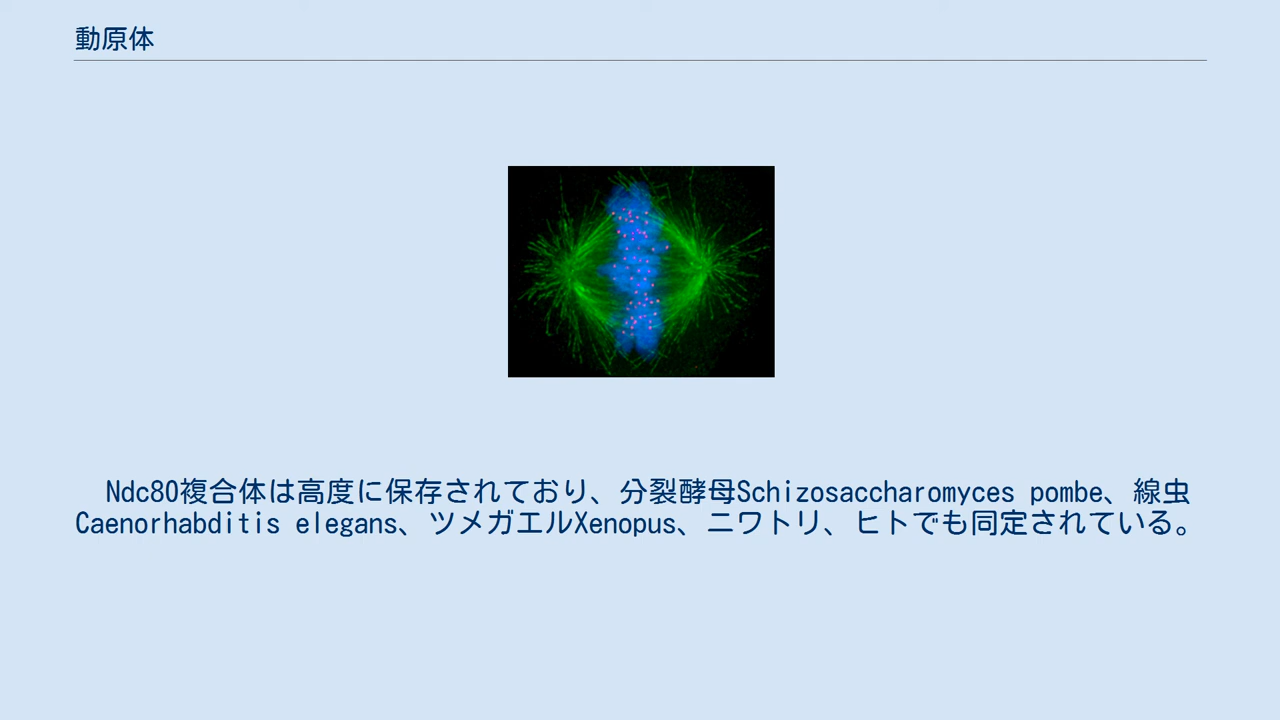 動原体
Ndc80複合体は高度に保存されており、分裂酵母Schizosaccharomyces pombe、線虫
Caenorhabditis elegans、ツメガエルXenopus、ニワトリ、ヒトでも同定されている。